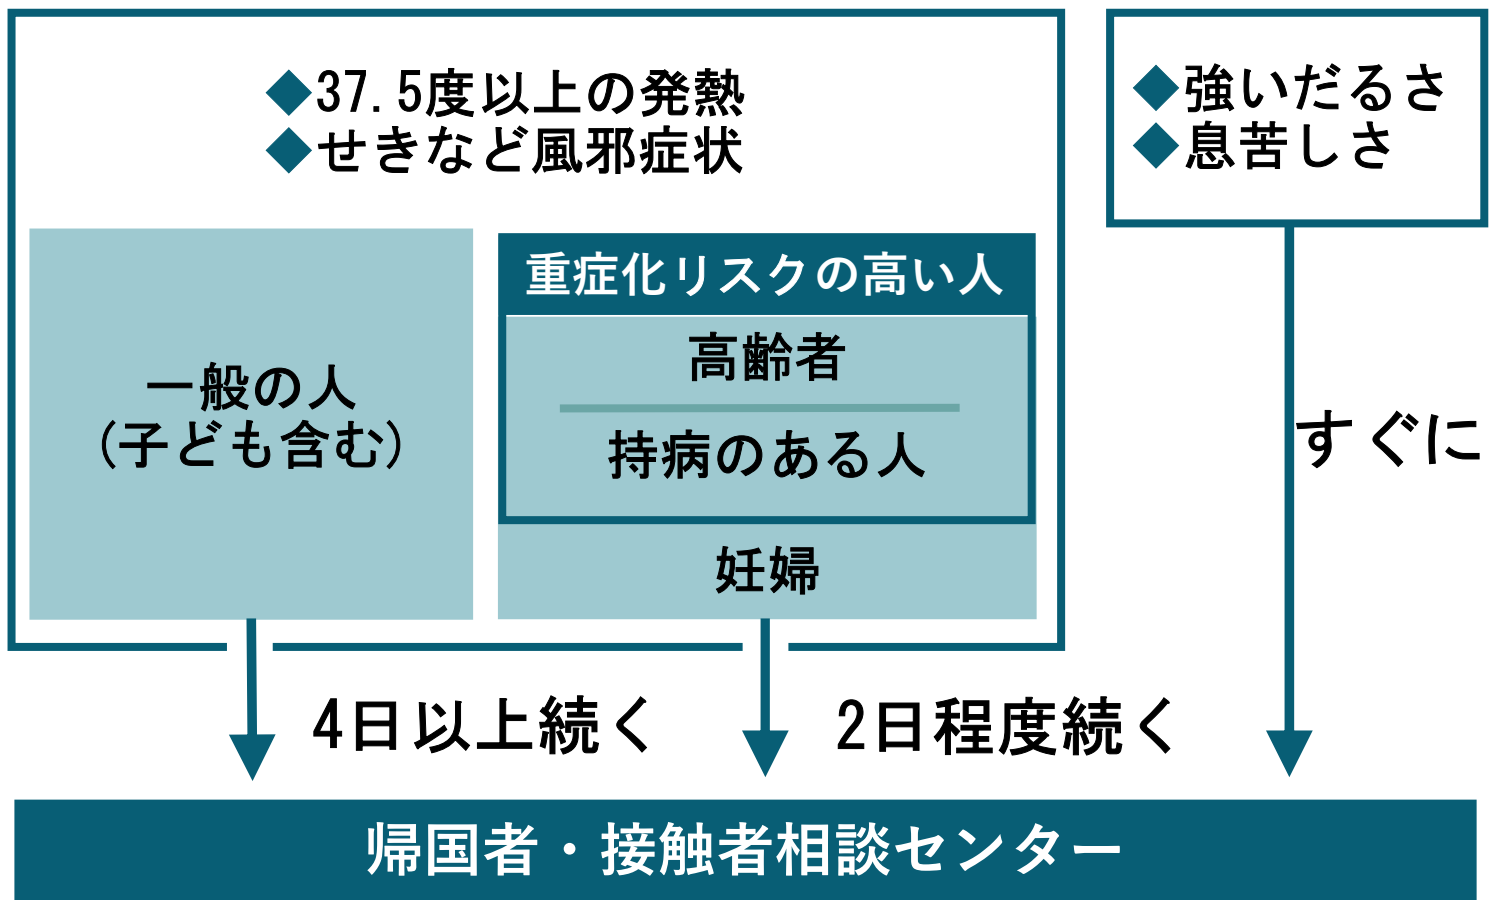 ◆37.5度以上の発熱
◆せきなど風邪症状
一般の人
(子ども含む)
重症化リスクの高い人
高齢者
持病のある人
妊婦
4日以上続く
2日程度続く
◆強いだるさ
◆息苦しさ
すぐに
帰国者・接触者相談センター